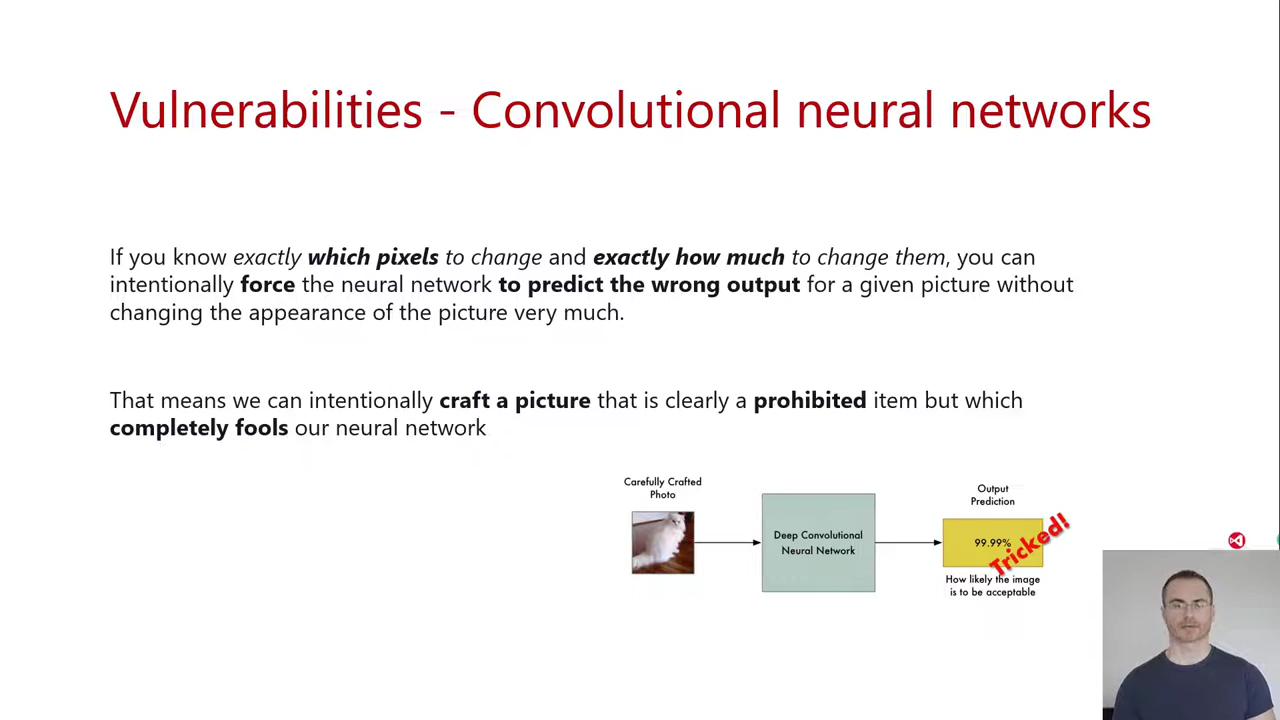 Vulnerabilities - Convolutional neural networks
If you know exactly which pixels to change and exactly how much to change them, you can
intentionally force the neural network to predict the wrong output for a given picture without
changing the appearance of the picture very much.
That means we can intentionally craft a picture that is clearly a prohibited item but which
completely fools our neural network
Carefully Crafted
Photo
Deep Convolutional
Neural Network
Output
Prediction
99.99%
Tricked!
How likely the image
is to be acceptable